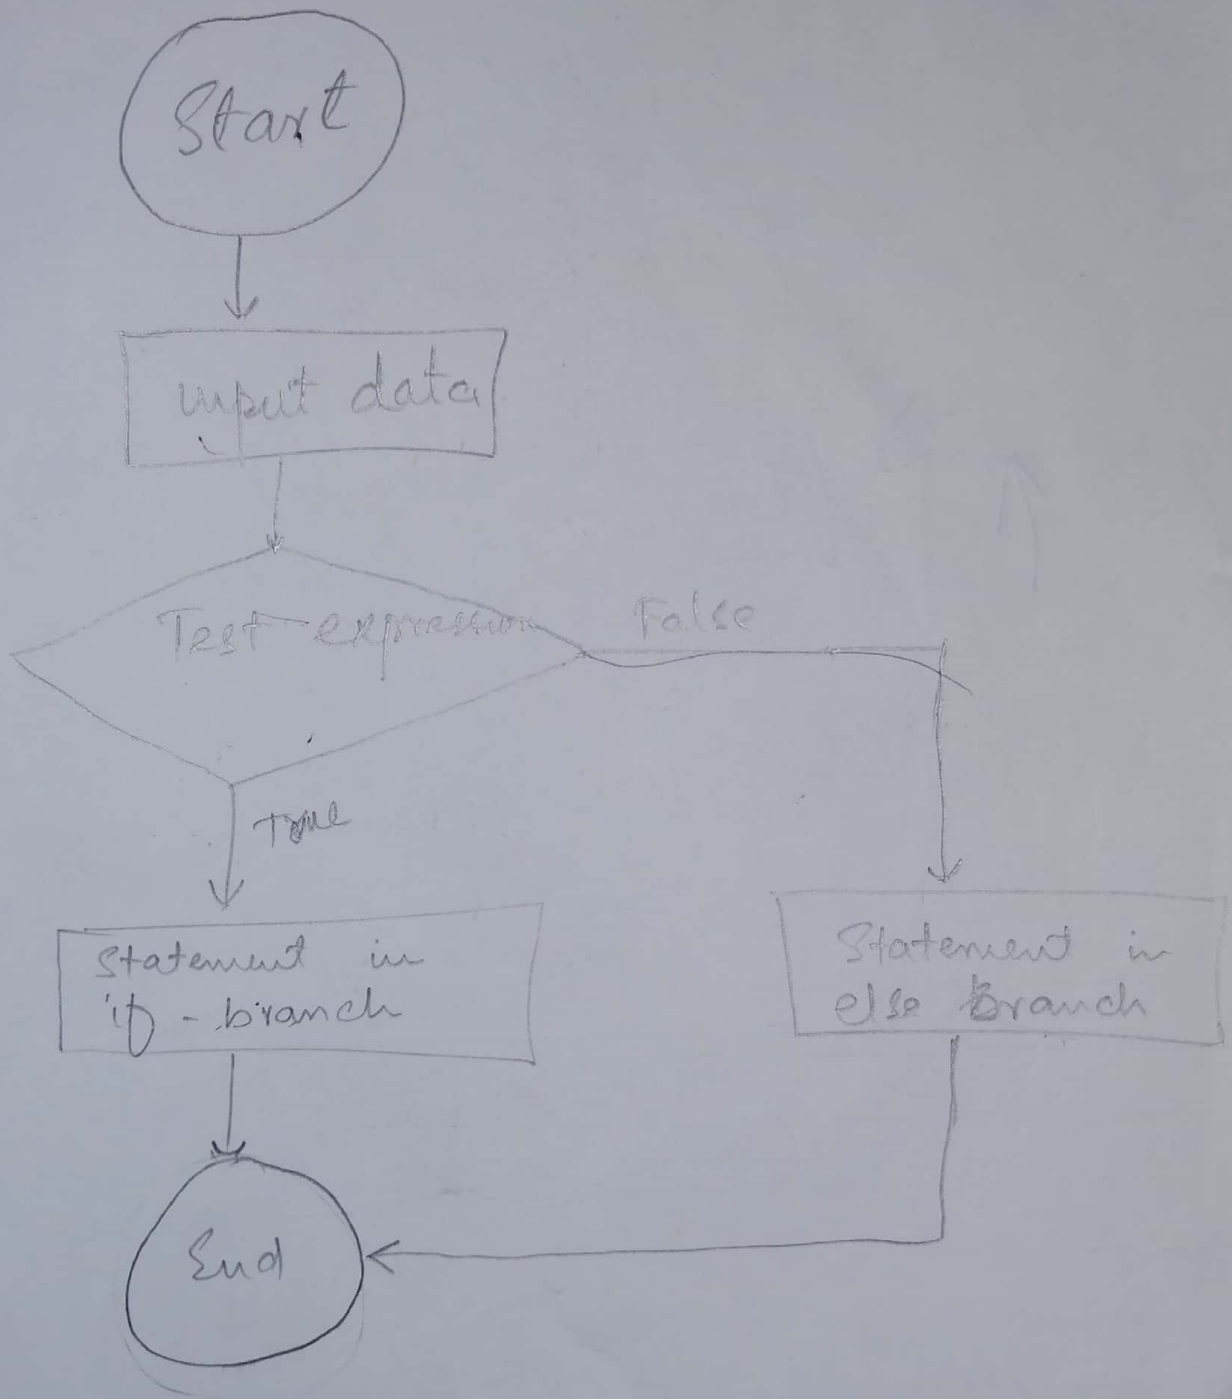 Start
input data
Test expression
False
True
Statement in
if - branch
Statement in
else Branch
End